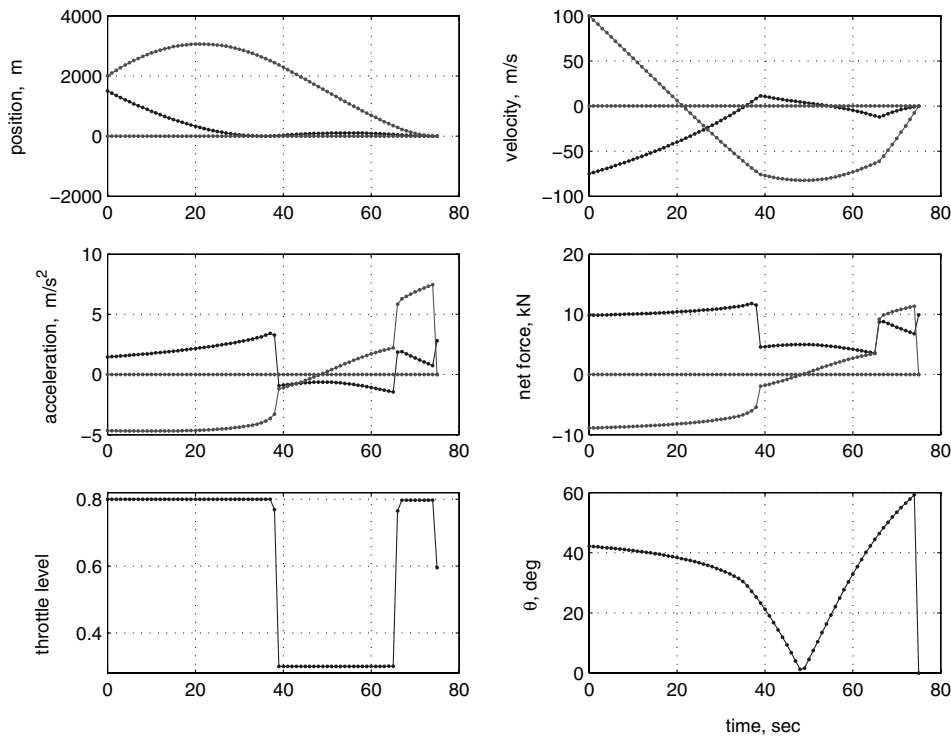 position, m
4000
2000
0
−2000
0 20 40 60 80
velocity, m/s
100
50
0
−50
−100
0 20 40 60 80
acceleration, m/s²
10
5
0
−5
0 20 40 60 80
net force, kN
20
10
0
−10
0 20 40 60 80
throttle level
0.8
0.6
0.4
0 20 40 60 80
θ, deg
60
40
20
0
0 20 40 60 80
time, sec